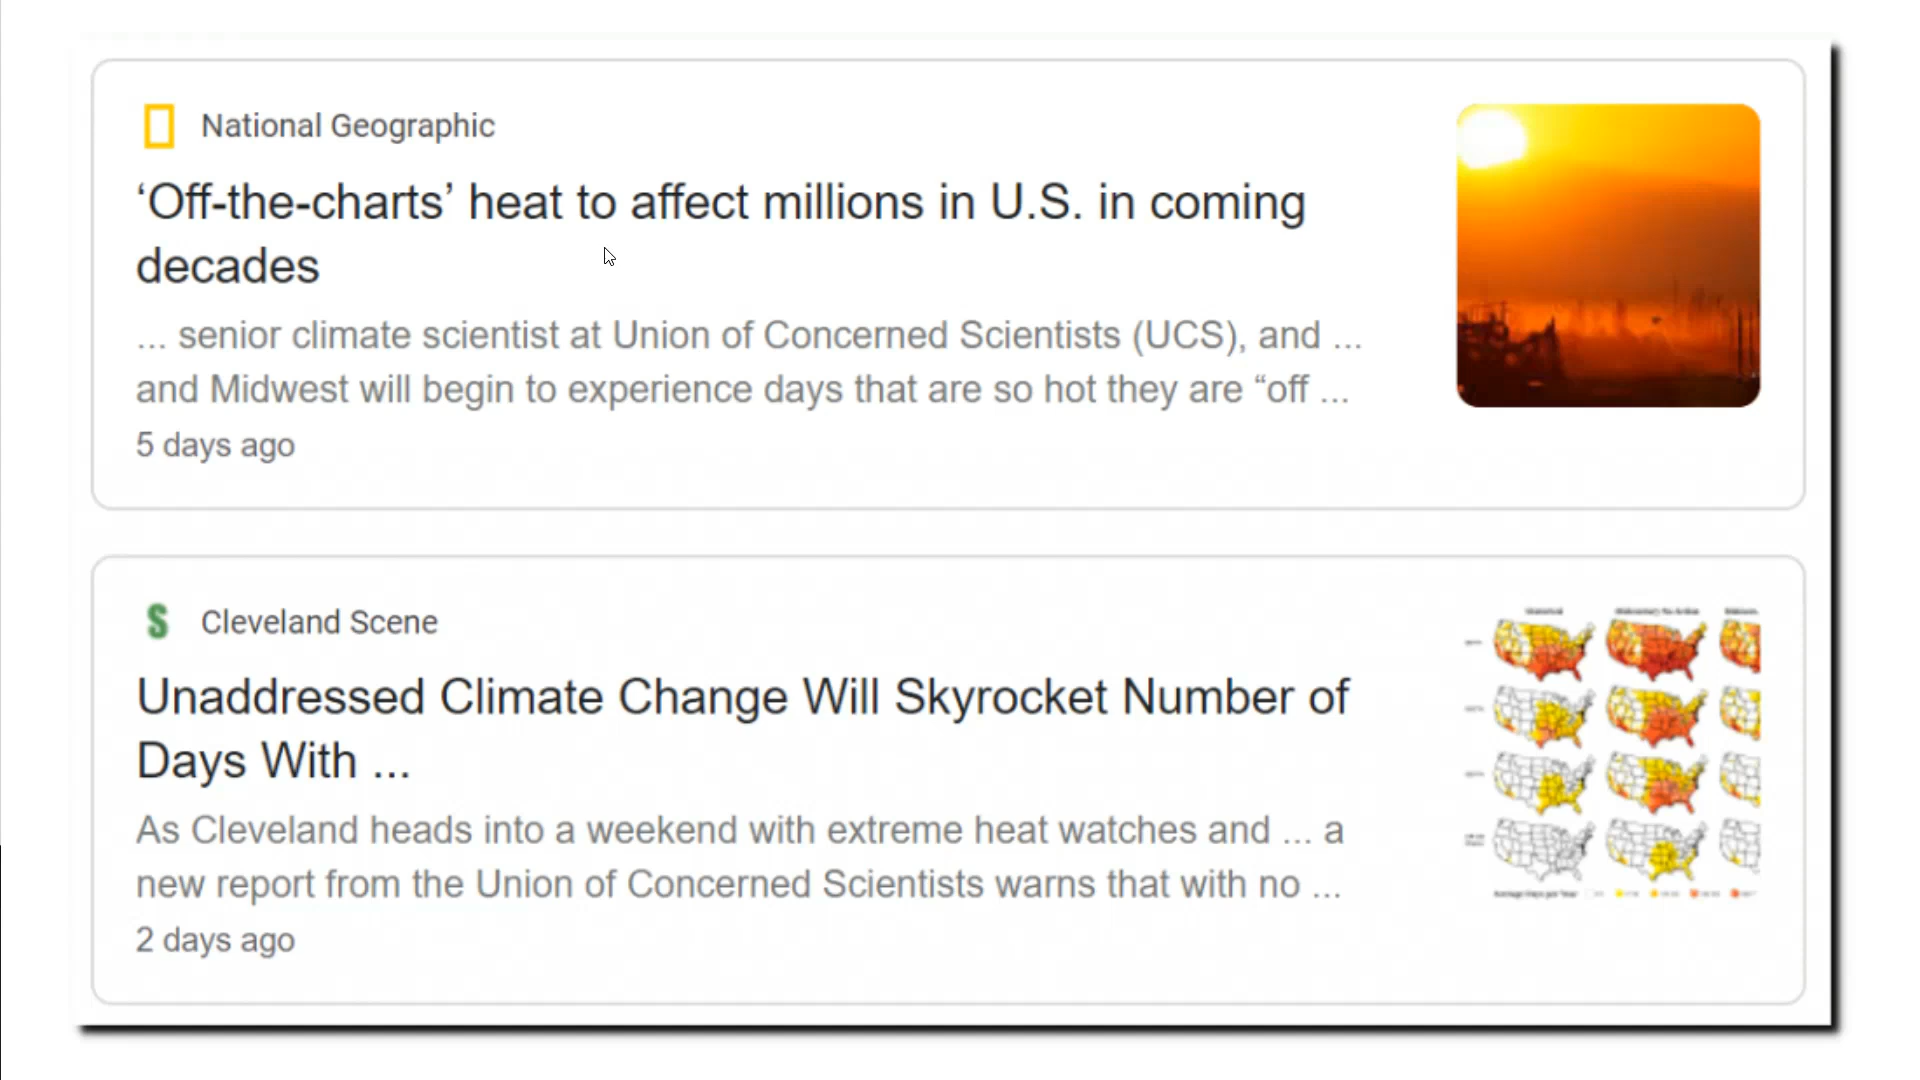 National Geographic
‘Off-the-charts’ heat to affect millions in U.S. in coming
decades
... senior climate scientist at Union of Concerned Scientists (UCS), and ...
and Midwest will begin to experience days that are so hot they are “off ...
5 days ago
S Cleveland Scene
Unaddressed Climate Change Will Skyrocket Number of
Days With ...
As Cleveland heads into a weekend with extreme heat watches and ... a
new report from the Union of Concerned Scientists warns that with no ...
2 days ago